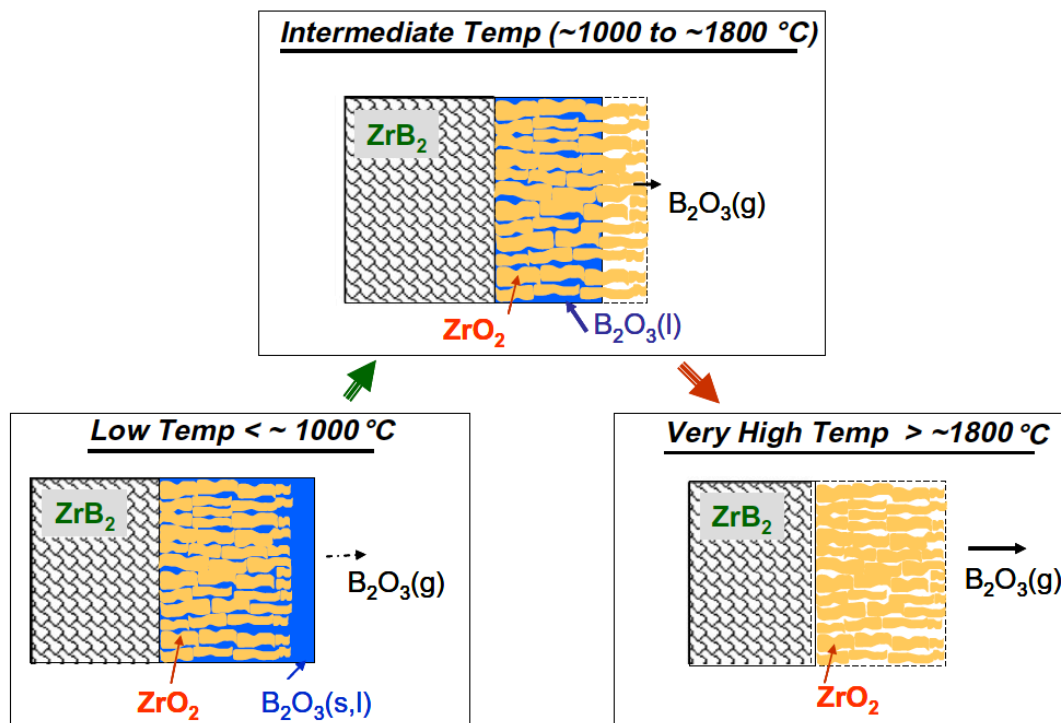 Intermediate Temp (~1000 to ~1800 °C)
ZrB₂
B₂O₃(g)
ZrO₂
B₂O₃(l)
Low Temp < ~ 1000 °C
ZrB₂
B₂O₃(g)
ZrO₂
B₂O₃(s,l)
Very High Temp > ~1800 °C
ZrB₂
B₂O₃(g)
ZrO₂